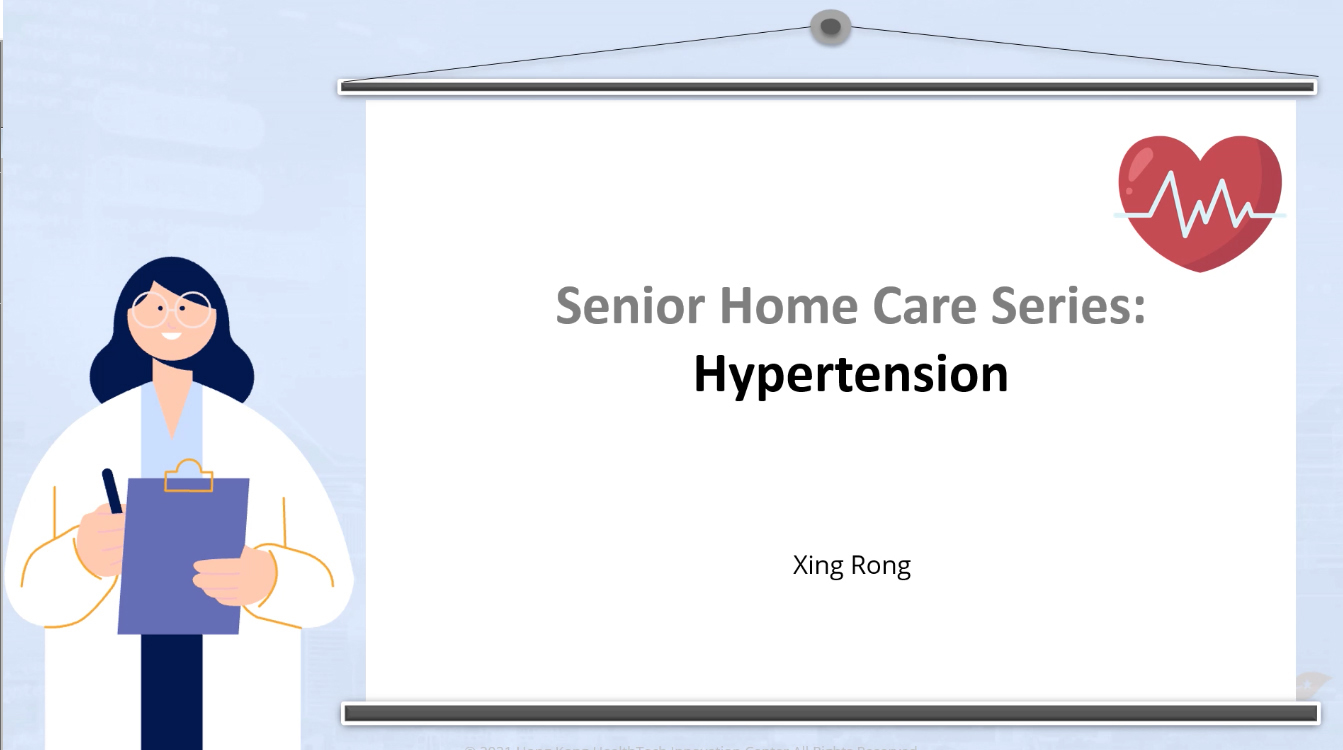 Senior Home Care Series:
Hypertension
Xing Rong
© 2021 Hong Kong HealthTech Innovation Center All Rights Reserved